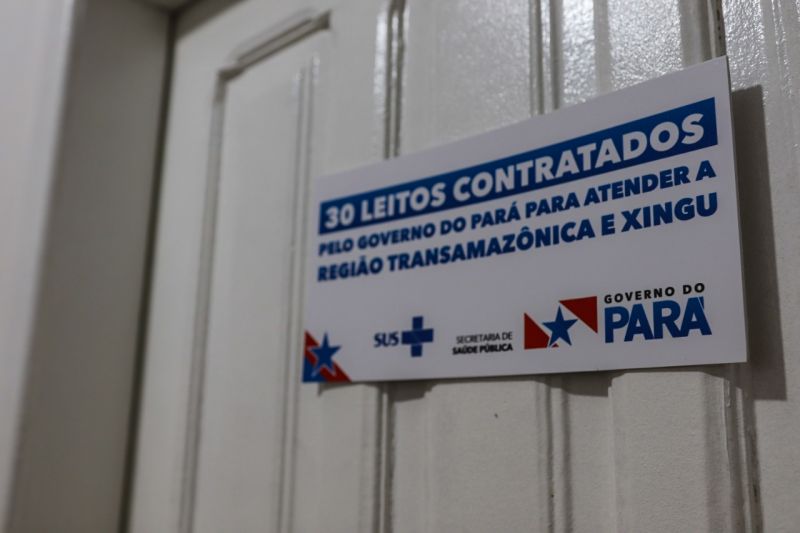 30 LEITOS CONTRATADOS
PELO GOVERNO DO PARÁ PARA ATENDER A
REGIÃO TRANSAMAZÔNICA E XINGU
SUS
SECRETARIA DE
SAÚDE PÚBLICA
GOVERNO DO
PARÁ